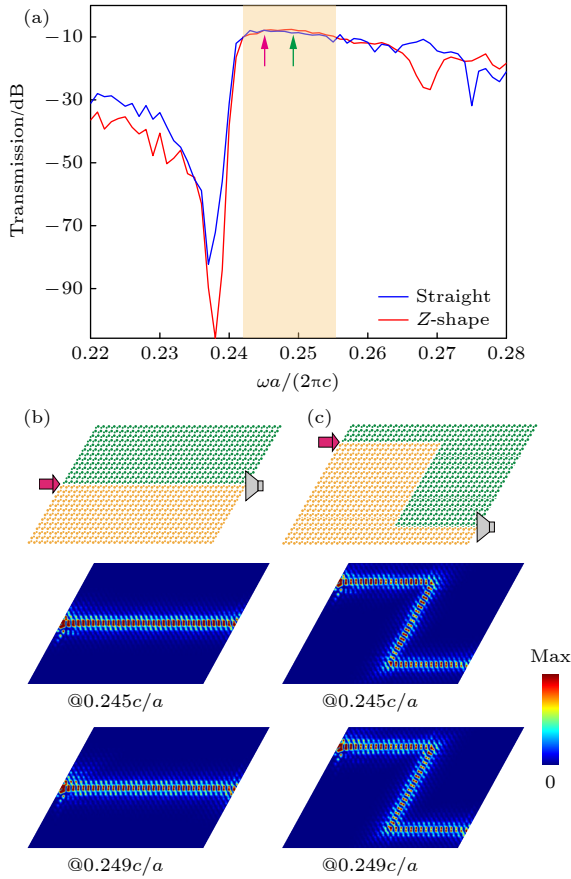 (a)
Transmission/dB
−10
−30
−50
−70
−90
Straight
Z-shape
0.22 0.23 0.24 0.25 0.26 0.27 0.28
ωa/(2πc)
(b) (c)
@0.245c/a @0.245c/a
Max
0
@0.249c/a @0.249c/a